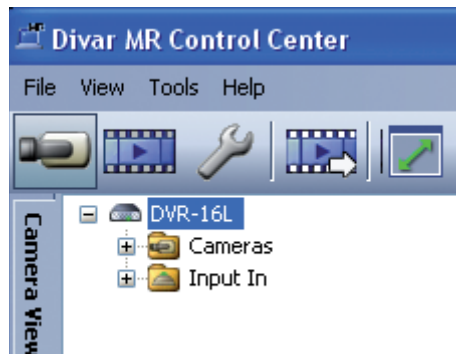 Divar MR Control Center
File View Tools Help
Camera View
DVR-16L
Cameras
Input In